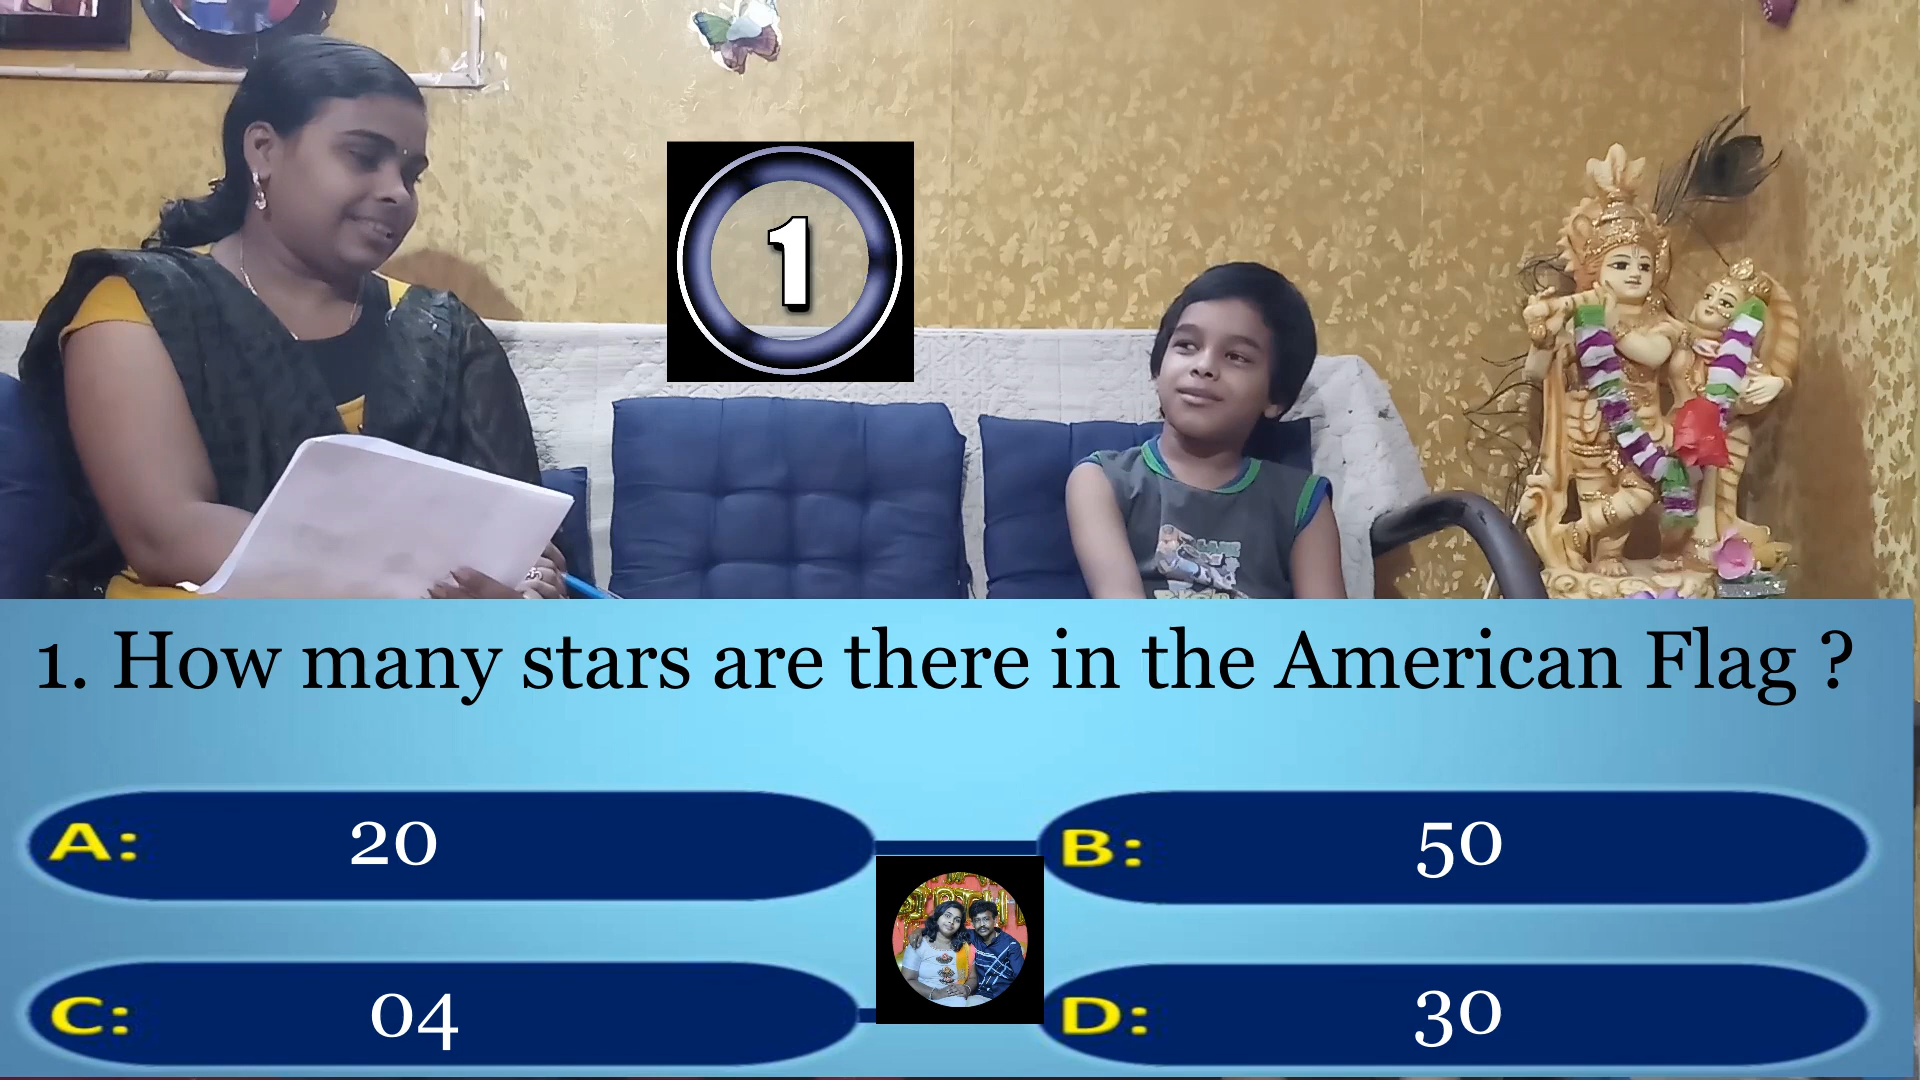 1
1. How many stars are there in the American Flag ?
A: 20
B: 50
C: 04
D: 30